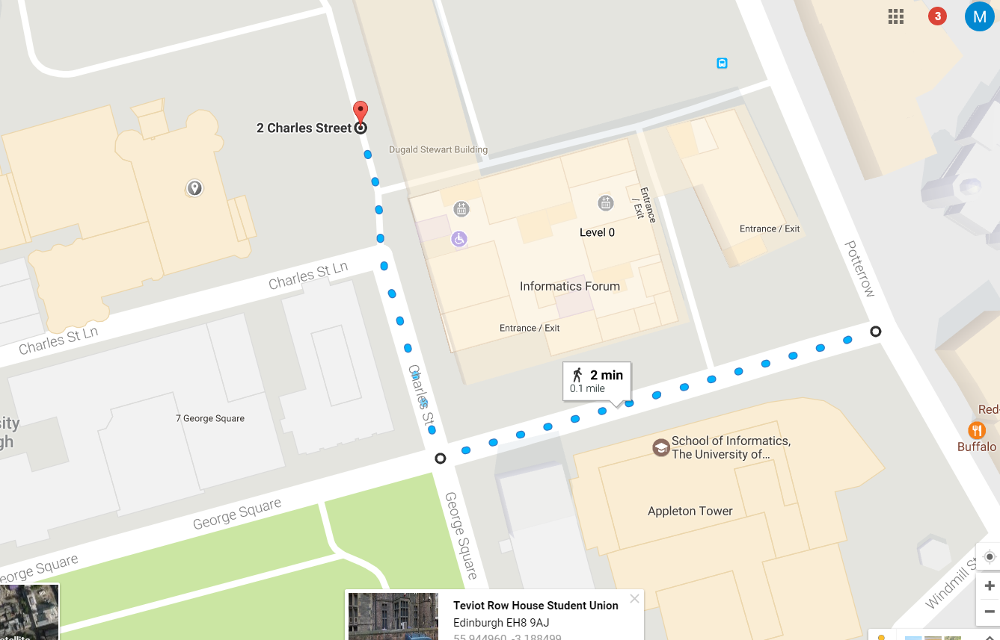 3
M
2 Charles Street
Dugald Stewart Building
Entrance
/ Exit
Level 0
Entrance / Exit
Potterrow
Charles St Ln
Informatics Forum
Charles St Ln
Entrance / Exit
Charles St
2 min
0.1 mile
7 George Square
sity
gh
School of Informatics,
The University of...
Red-
Buffalo
George Square
George Square
Appleton Tower
eorge Square
Windmill St
Teviot Row House Student Union
Edinburgh EH8 9AJ
55.944960, -3.188499